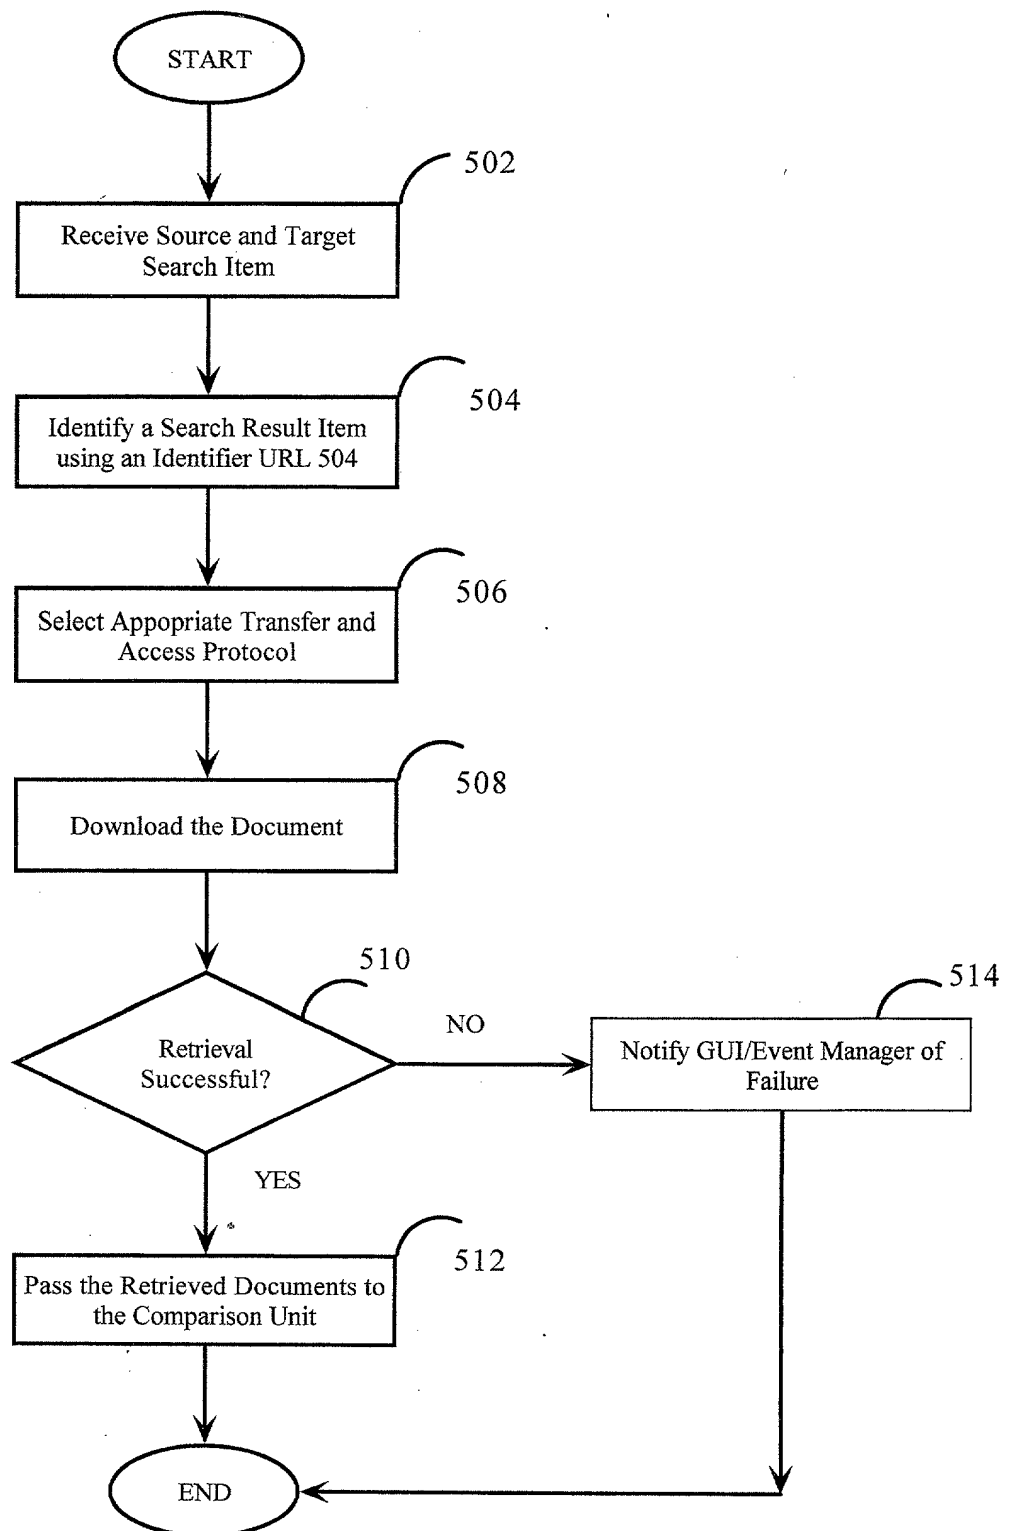 START
502
Receive Source and Target
Search Item
504
Identify a Search Result Item
using an Identifier URL 504
506
Select Appopriate Transfer and
Access Protocol
508
Download the Document
510
Retrieval
Successful?
NO
514
Notify GUI/Event Manager of
Failure
YES
512
Pass the Retrieved Documents to
the Comparison Unit
END